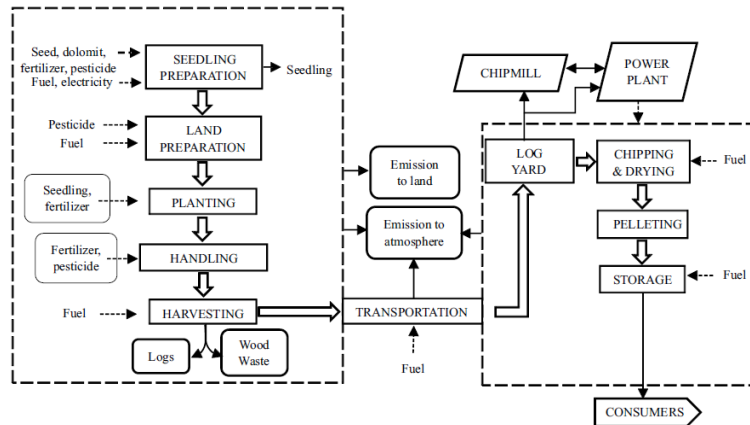 Seed, dolomit,
fertilizer, pesticide
Fuel, electricity
SEEDLING
PREPARATION
Seedling
Pesticide
Fuel
LAND
PREPARATION
Seedling,
fertilizer
PLANTING
Fertilizer,
pesticide
HANDLING
Fuel
HARVESTING
Logs
Wood
Waste
Emission
to land
Emission to
atmosphere
TRANSPORTATION
Fuel
CHIPMILL
POWER
PLANT
LOG
YARD
CHIPPING
& DRYING
Fuel
PELLETING
STORAGE
Fuel
CONSUMERS